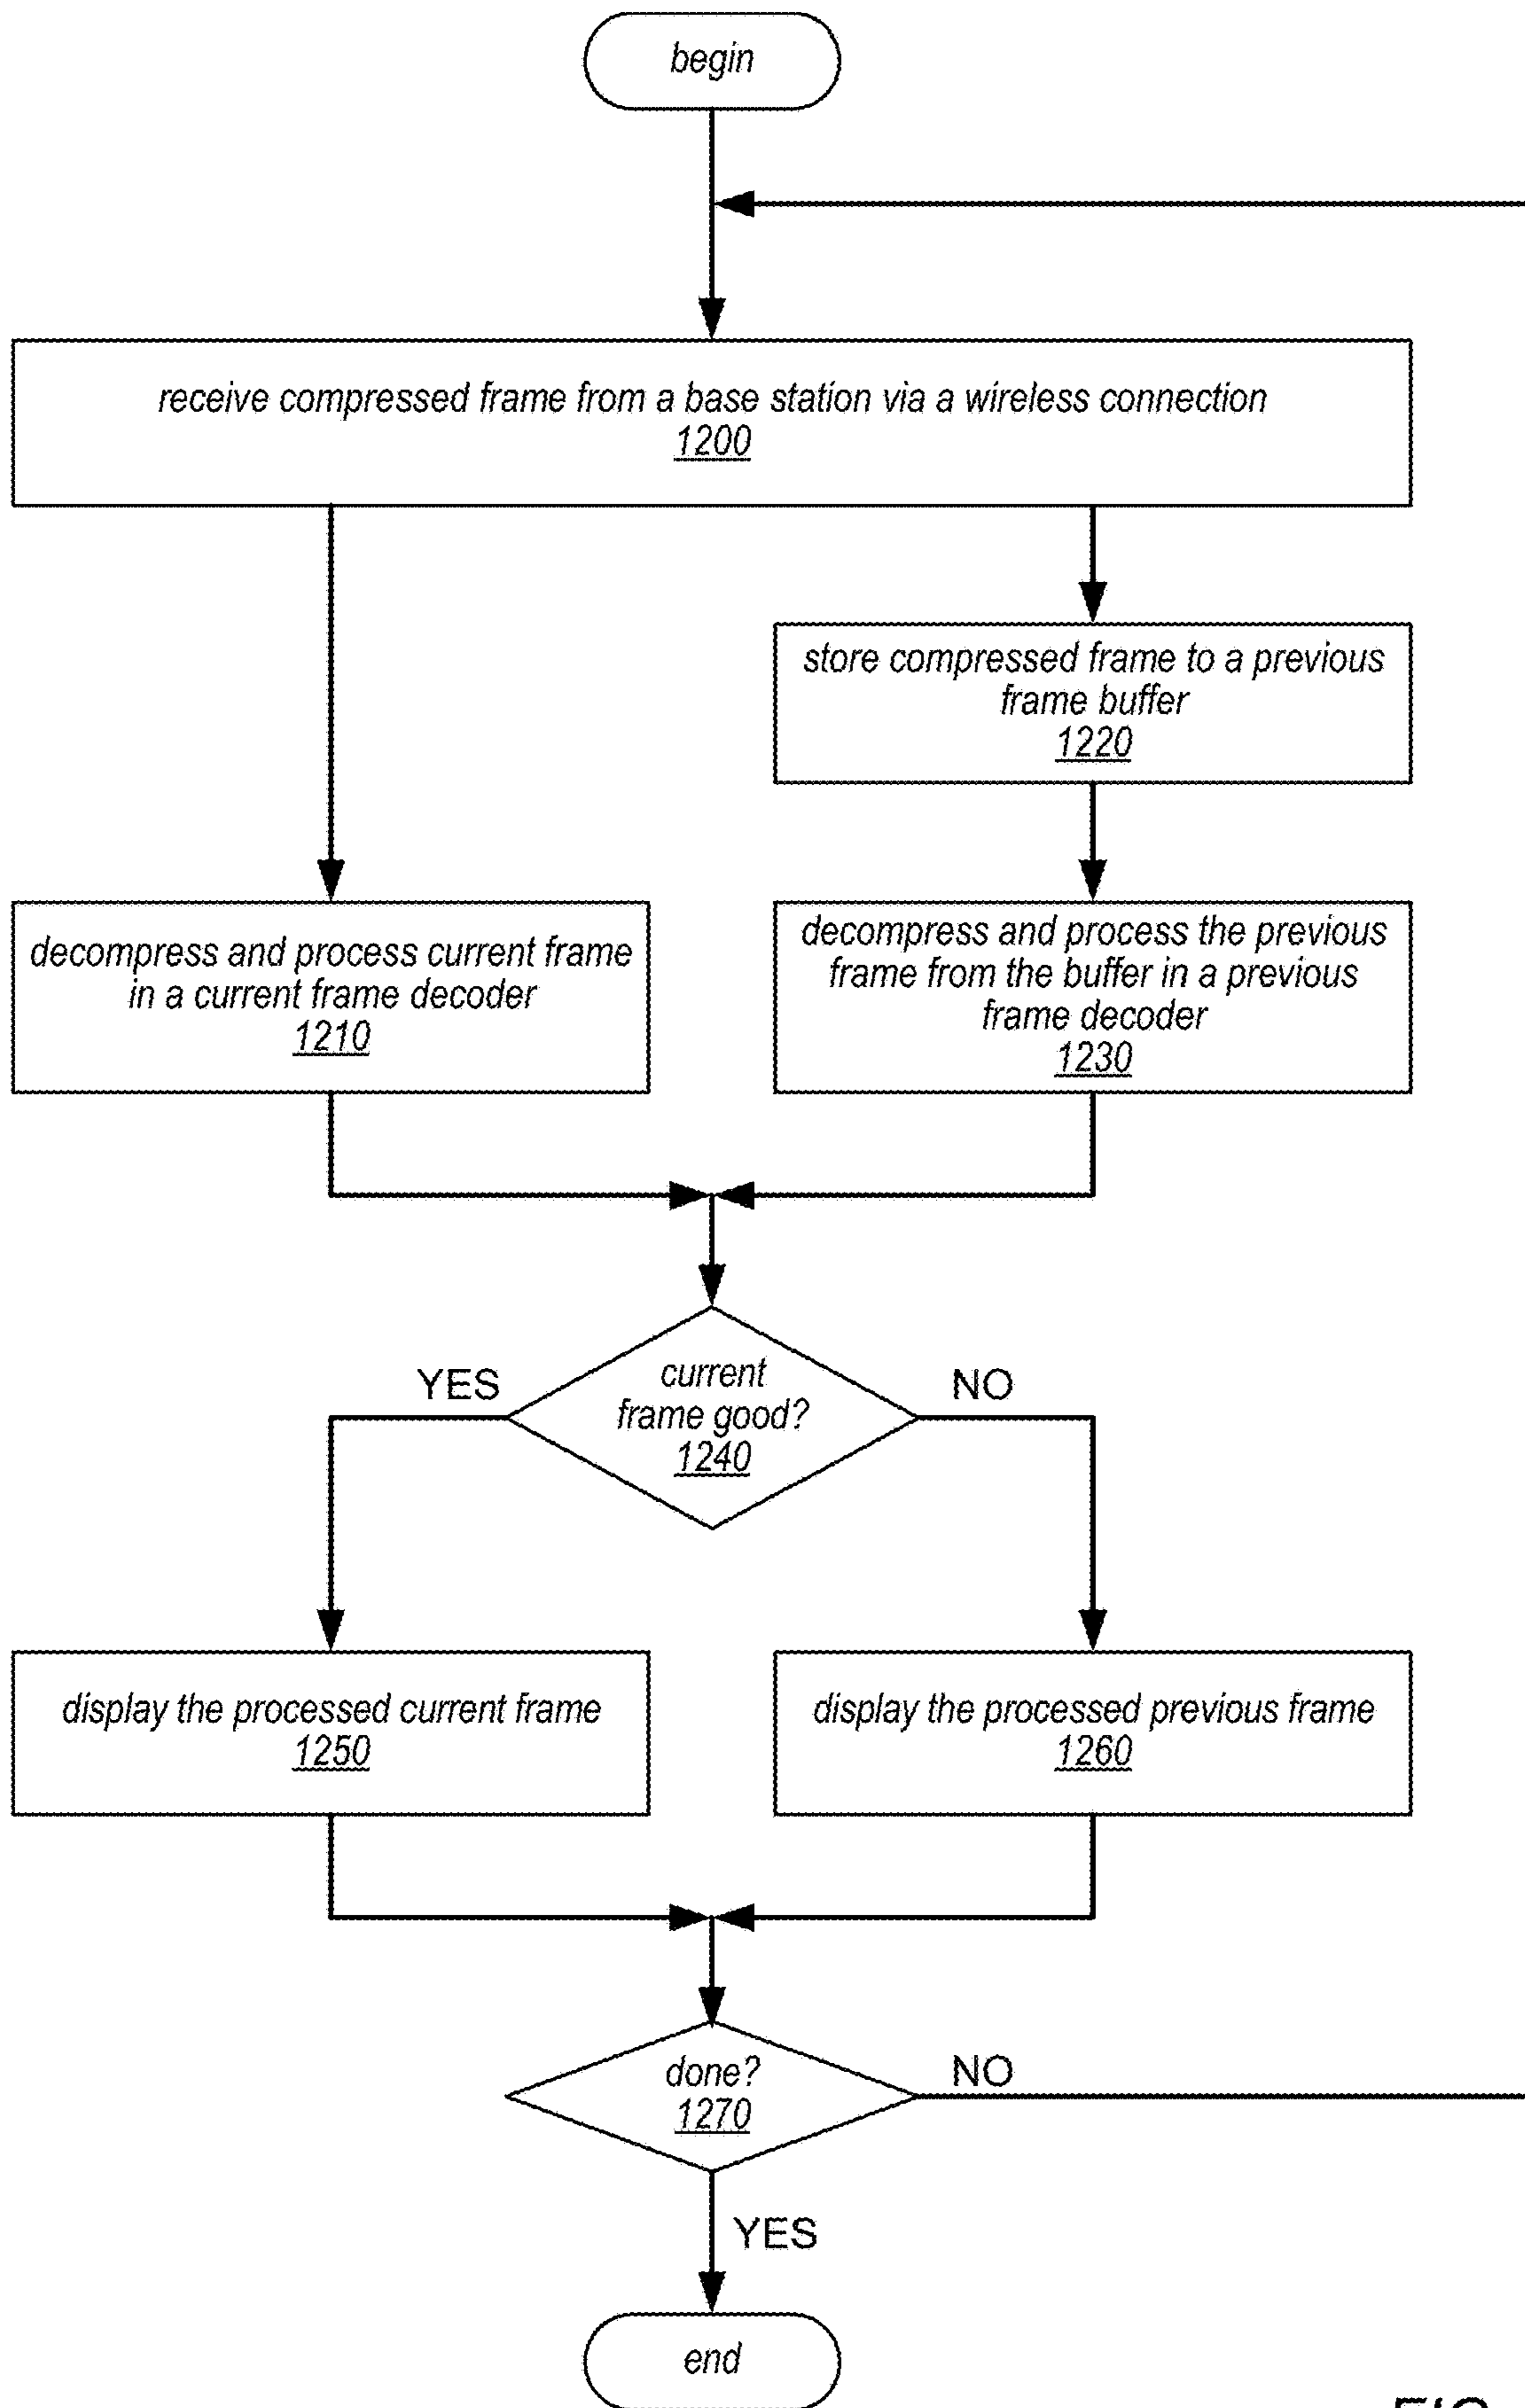 begin
receive compressed frame from a base station via a wireless connection
1200
store compressed frame to a previous
frame buffer
1220
decompress and process current frame
in a current frame decoder
1210
decompress and process the previous
frame from the buffer in a previous
frame decoder
1230
YES
current
frame good?
1240
NO
display the processed current frame
1250
display the processed previous frame
1260
done?
1270
NO
YES
end